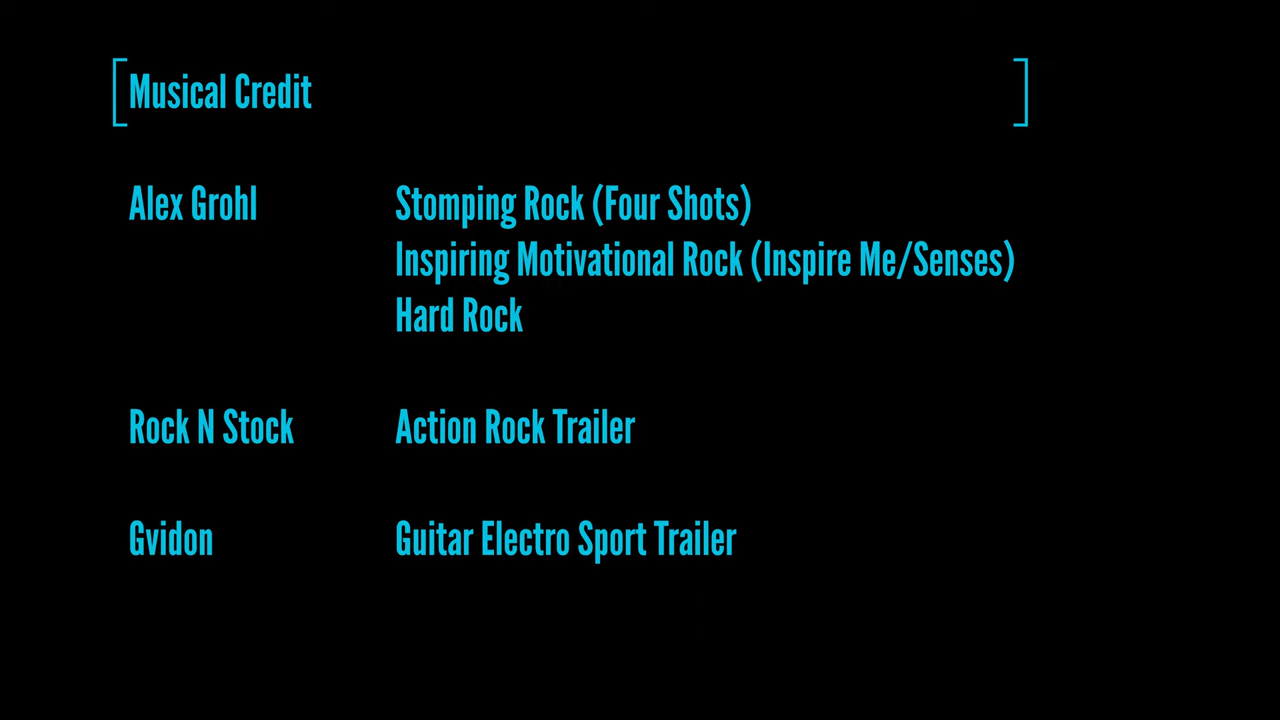 Musical Credit
Alex Grohl Stomping Rock (Four Shots)
Inspiring Motivational Rock (Inspire Me/Senses)
Hard Rock
Rock N Stock Action Rock Trailer
Gvidon Guitar Electro Sport Trailer